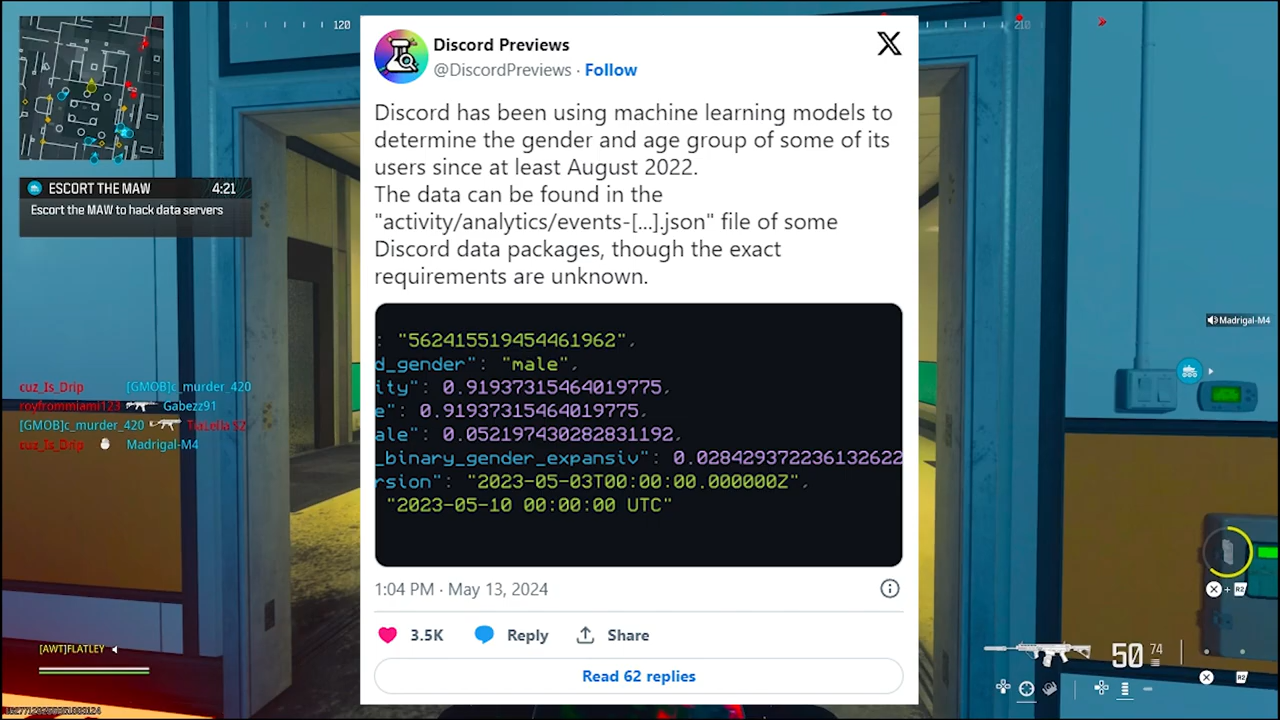 120
210
Discord Previews
@DiscordPreviews · Follow
Discord has been using machine learning models to
determine the gender and age group of some of its
users since at least August 2022.
The data can be found in the
"activity/analytics/events-[...].json" file of some
Discord data packages, though the exact
requirements are unknown.
: "562415519454461962",
d_gender": "male",
ity": 0.91937315464019775,
e": 0.91937315464019775,
ale": 0.052197430282831192,
_binary_gender_expansiv": 0.028429372236132622
rsion": "2023-05-03T00:00:00.000000Z",
"2023-05-10 00:00:00 UTC"
1:04 PM · May 13, 2024
3.5K Reply Share
Read 62 replies
ESCORT THE MAW 4:21
Escort the MAW to hack data servers
cuz_Is_Drip [GMOB]c_murder_420
royfrommiami123 Gabezz91
[GMOB]c_murder_420
cuz_Is_Drip Madrigal-M4
[AWT]FLATLEY
Madrigal-M4
+ R2
50 74
R2